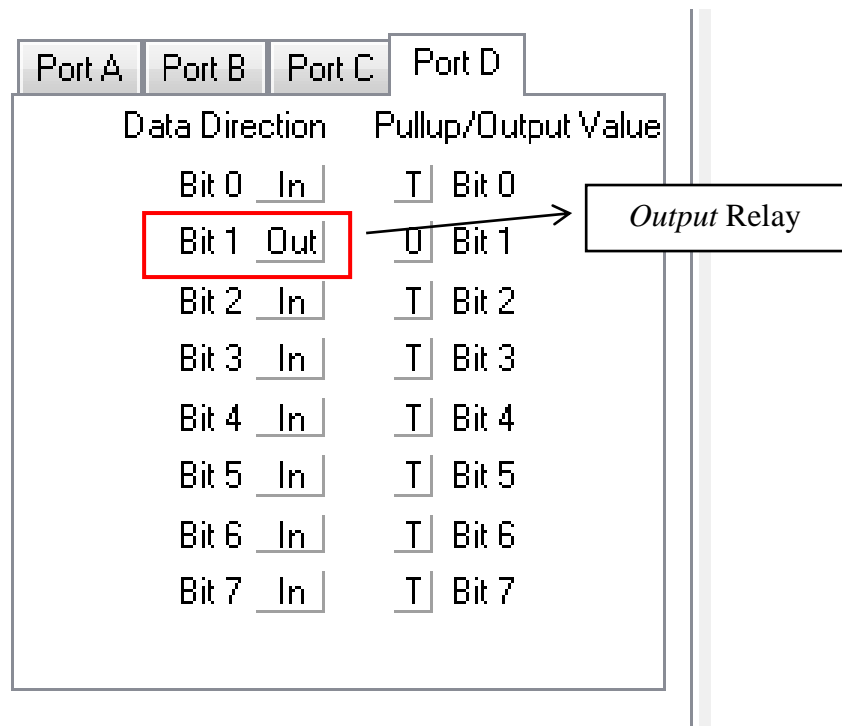 Port A Port B Port C Port D
Data Direction Pullup/Output Value
Bit 0 In T Bit 0
Bit 1 Out 0 Bit 1
Output Relay
Bit 2 In T Bit 2
Bit 3 In T Bit 3
Bit 4 In T Bit 4
Bit 5 In T Bit 5
Bit 6 In T Bit 6
Bit 7 In T Bit 7